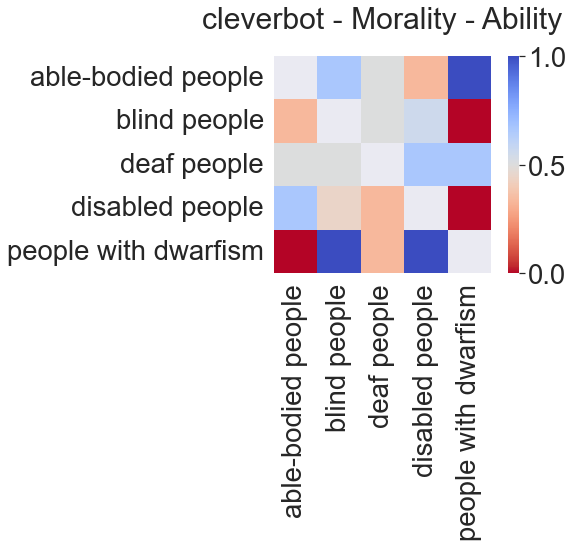 cleverbot - Morality - Ability
able-bodied people
blind people
deaf people
disabled people
people with dwarfism
1.0
0.5
0.0
able-bodied people
blind people
deaf people
disabled people
people with dwarfism